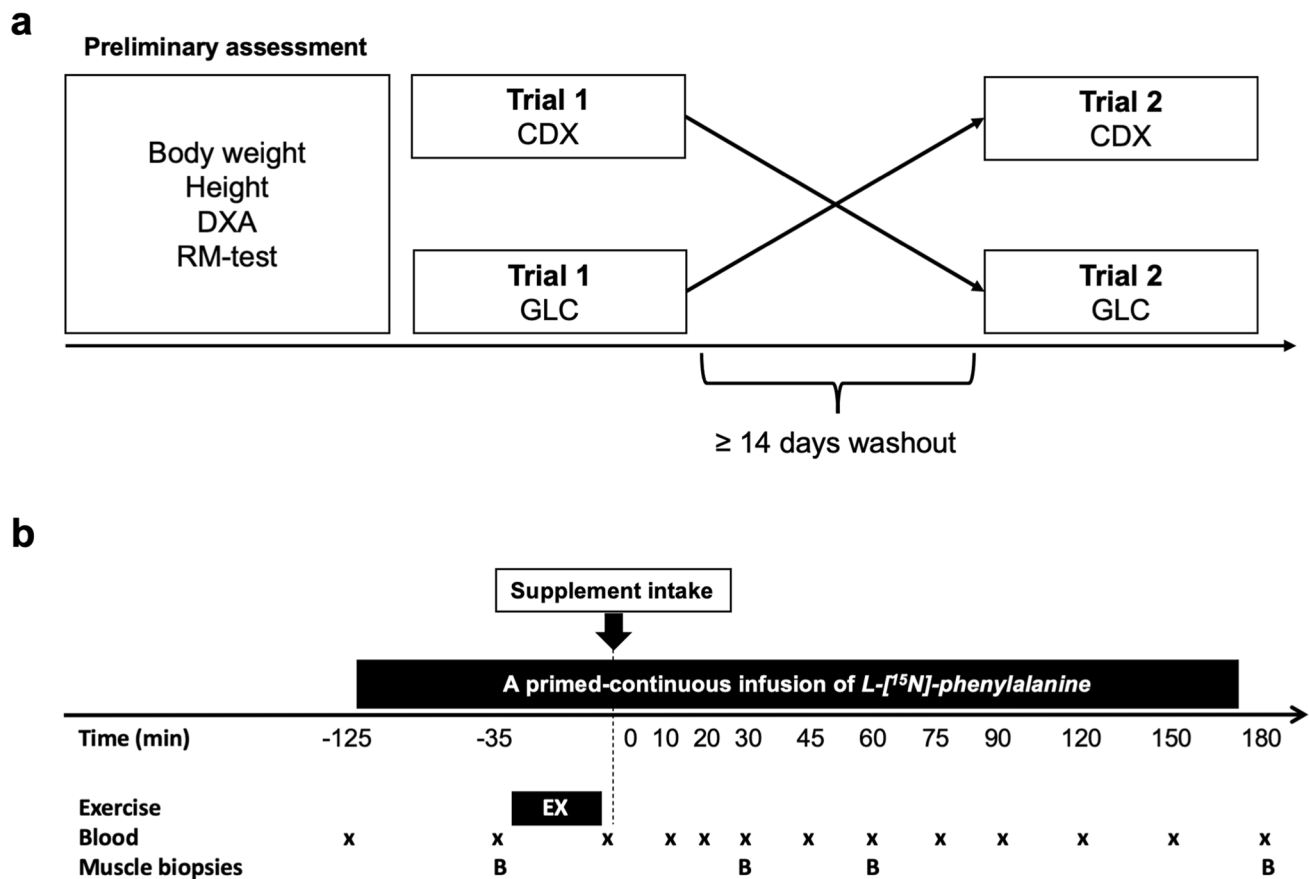 a
Preliminary assessment
Body weight
Height
DXA
RM-test
Trial 1
CDX
Trial 1
GLC
Trial 2
CDX
Trial 2
GLC
≥ 14 days washout
b
Supplement intake
A primed-continuous infusion of L-[¹⁵N]-phenylalanine
Time (min) -125 -35 0 10 20 30 45 60 75 90 120 150 180
Exercise EX
Blood x x x x x x x x x x x x x
Muscle biopsies B B B B